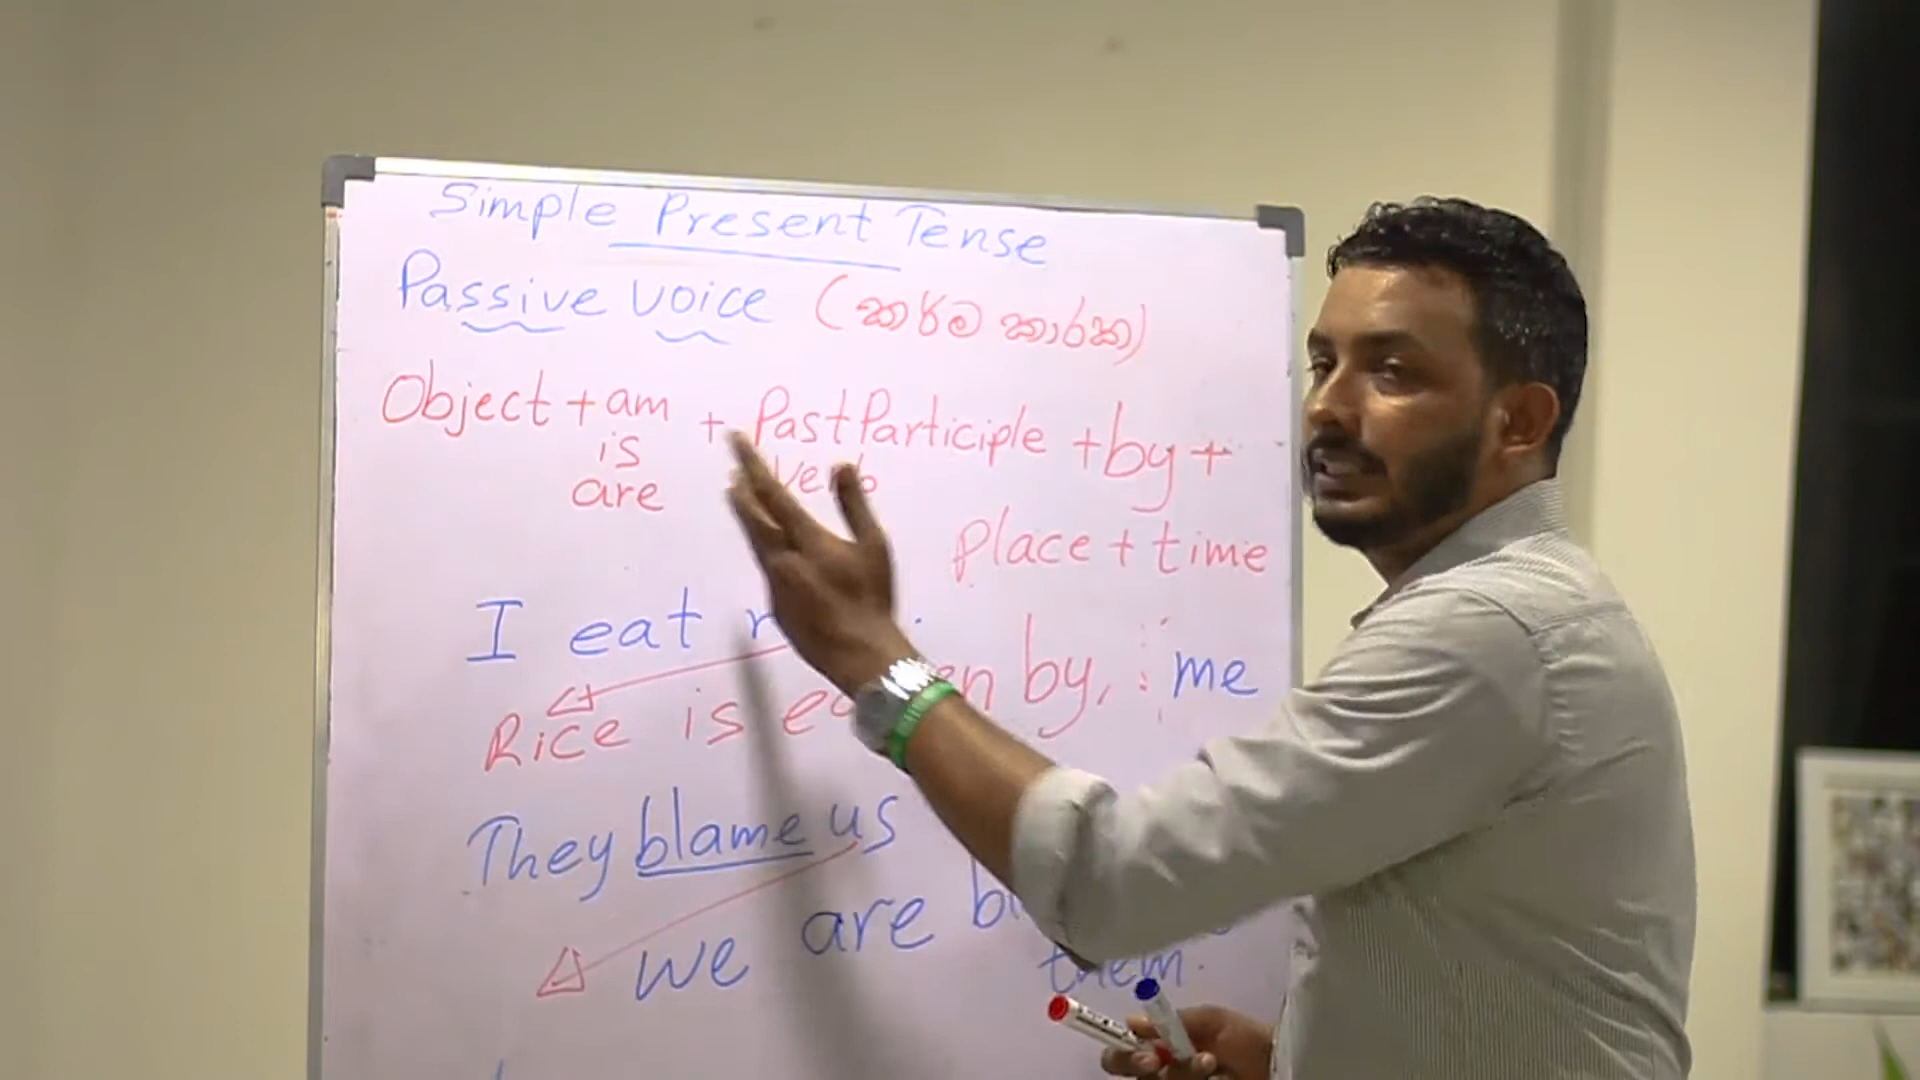 Simple Present Tense
Passive voice (කර්ම කාරක)
Object + am + Past Participle + by +
is
are
place + time
I eat
Rice is by, me
They blame us
we are
them.